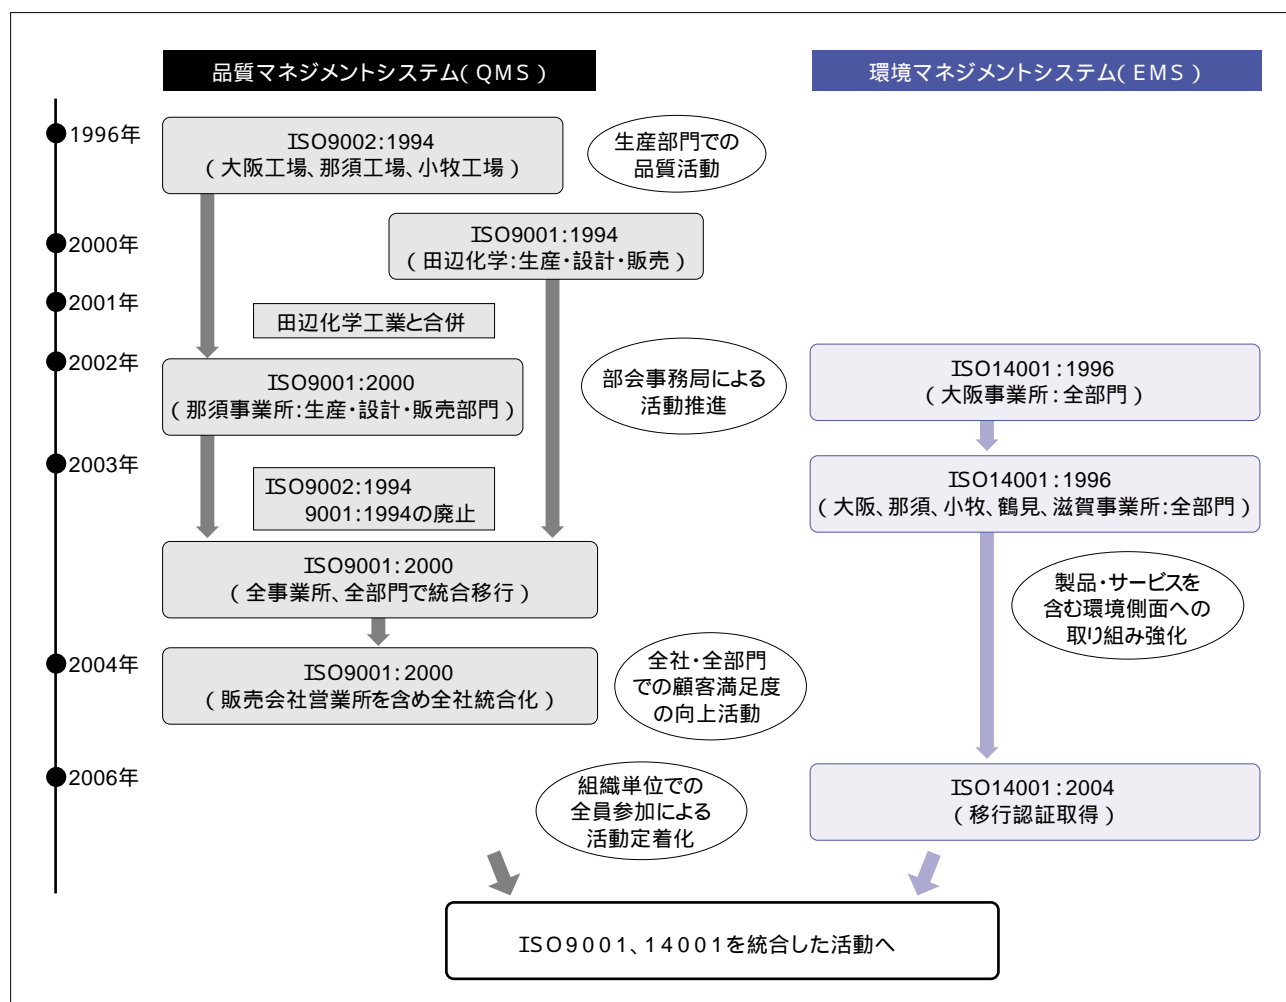 品質マネジメントシステム(QMS)
環境マネジメントシステム(EMS)
1996年
ISO9002:1994
(大阪工場、那須工場、小牧工場)
生産部門での
品質活動
2000年
ISO9001:1994
(田辺化学:生産・設計・販売)
2001年
田辺化学工業と合併
2002年
ISO9001:2000
(那須事業所:生産・設計・販売部門)
部会事務局による
活動推進
ISO14001:1996
(大阪事業所:全部門)
2003年
ISO9002:1994
9001:1994の廃止
ISO14001:1996
(大阪、那須、小牧、鶴見、滋賀事業所:全部門)
ISO9001:2000
(全事業所、全部門で統合移行)
製品・サービスを
含む環境側面への
取り組み強化
2004年
ISO9001:2000
(販売会社営業所を含め全社統合化)
全社・全部門
での顧客満足度
の向上活動
2006年
組織単位での
全員参加による
活動定着化
ISO14001:2004
(移行認証取得)
ISO9001、14001を統合した活動へ